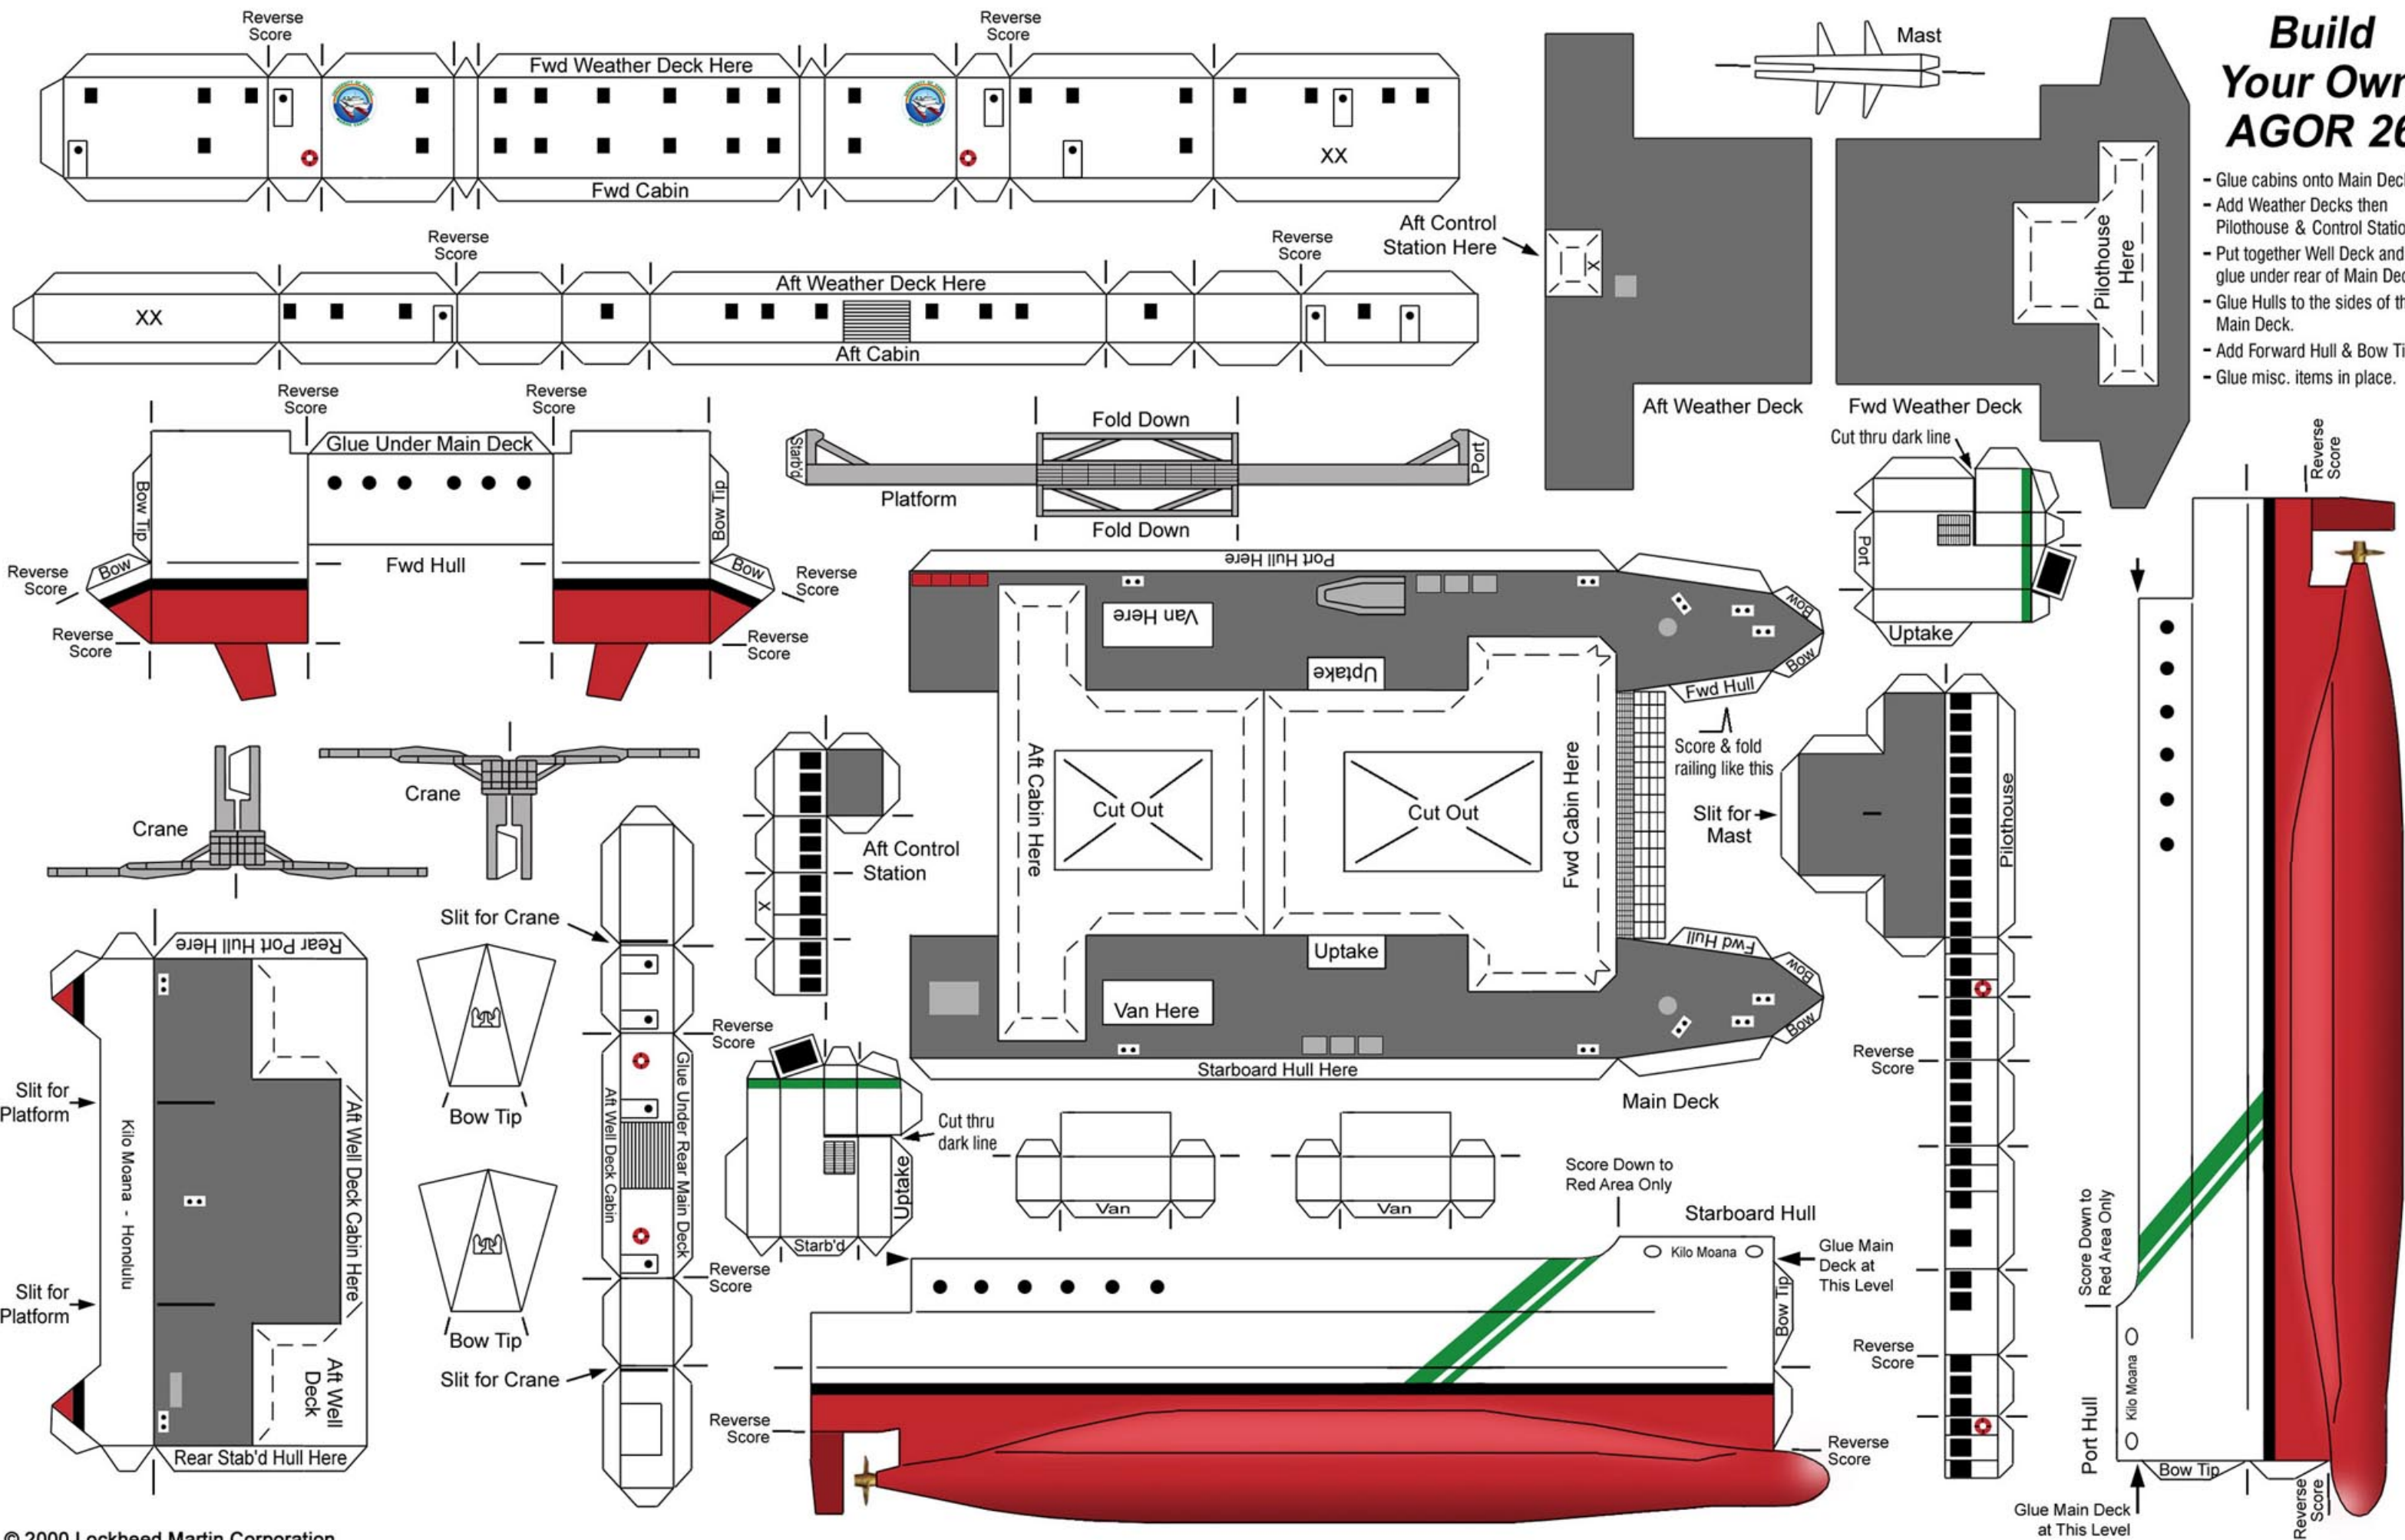 Build
Your Own
AGOR 26
- Glue cabins onto Main Deck
- Add Weather Decks then
Pilothouse & Control Statio
- Put together Well Deck and
glue under rear of Main Dec
- Glue Hulls to the sides of th
Main Deck.
- Add Forward Hull & Bow Ti
- Glue misc. items in place.
Reverse
Score
Reverse
Score
Fwd Weather Deck Here
XX
Fwd Cabin
Mast
Aft Control
Station Here
X
Pilothouse
Here
Aft Weather Deck
Fwd Weather Deck
Reverse
Score
Reverse
Score
Aft Weather Deck Here
XX
Aft Cabin
Reverse
Score
Reverse
Score
Glue Under Main Deck
Bow Tip
Bow Tip
Fwd Hull
Bow
Bow
Reverse
Score
Reverse
Score
Reverse
Score
Reverse
Score
Fold Down
Starb'd
Port
Platform
Fold Down
Cut thru dark line
Port
Uptake
Reverse
Score
Port Hull Here
Van Here
Uptake
Bow
Bow
Fwd Hull
Score & fold
railing like this
Aft Cabin Here
Cut Out
Cut Out
Fwd Cabin Here
Uptake
Fwd Hull
Van Here
Bow
Bow
Starboard Hull Here
Main Deck
Slit for
Mast
Pilothouse
Reverse
Score
Reverse
Score
Crane
Crane
Aft Control
Station
X
Slit for Crane
Reverse
Score
Aft Well Deck Cabin
Glue Under Rear Main Deck
Reverse
Score
Slit for Crane
Bow Tip
Bow Tip
Rear Port Hull Here
Slit for
Platform
Kilo Moana - Honolulu
Aft Well Deck Cabin Here
Slit for
Platform
Aft Well
Deck
Rear Stab'd Hull Here
Cut thru
dark line
Uptake
Starb'd
Van
Van
Score Down to
Red Area Only
Starboard Hull
Kilo Moana
Glue Main
Deck at
This Level
Bow Tip
Reverse
Score
Reverse
Score
Score Down to
Red Area Only
Kilo Moana
Port Hull
Bow Tip
Glue Main Deck
at This Level
Reverse
Score
© 2000 Lockheed Martin Corporation